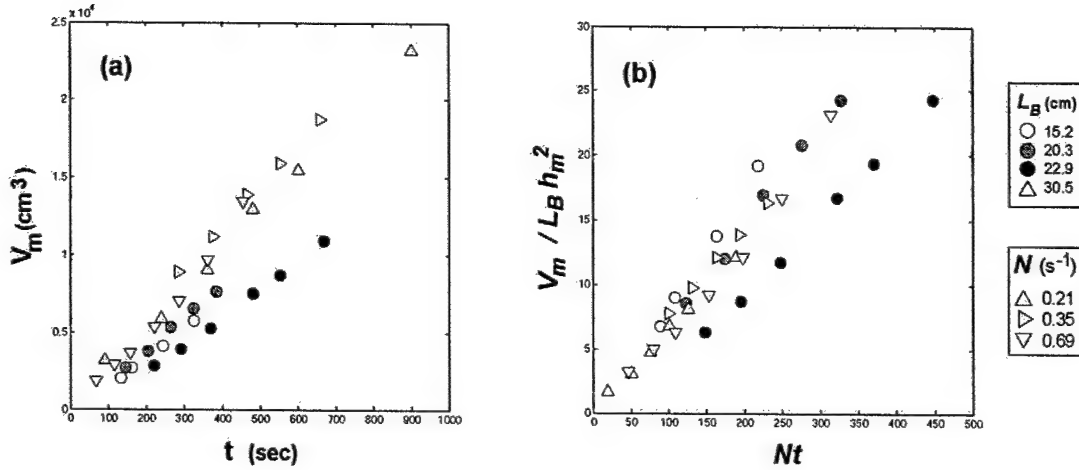 x 10⁴
2.5
2
1.5
1
0.5
0
0 100 200 300 400 500 600 700 800 900 1000
(a)
V_m (cm³)
t (sec)
30
25
20
15
10
5
0
0 50 100 150 200 250 300 350 400 450 500
(b)
V_m / L_B h_m²
Nt
L_B (cm)
15.2
20.3
22.9
30.5
N (s⁻¹)
0.21
0.35
0.69